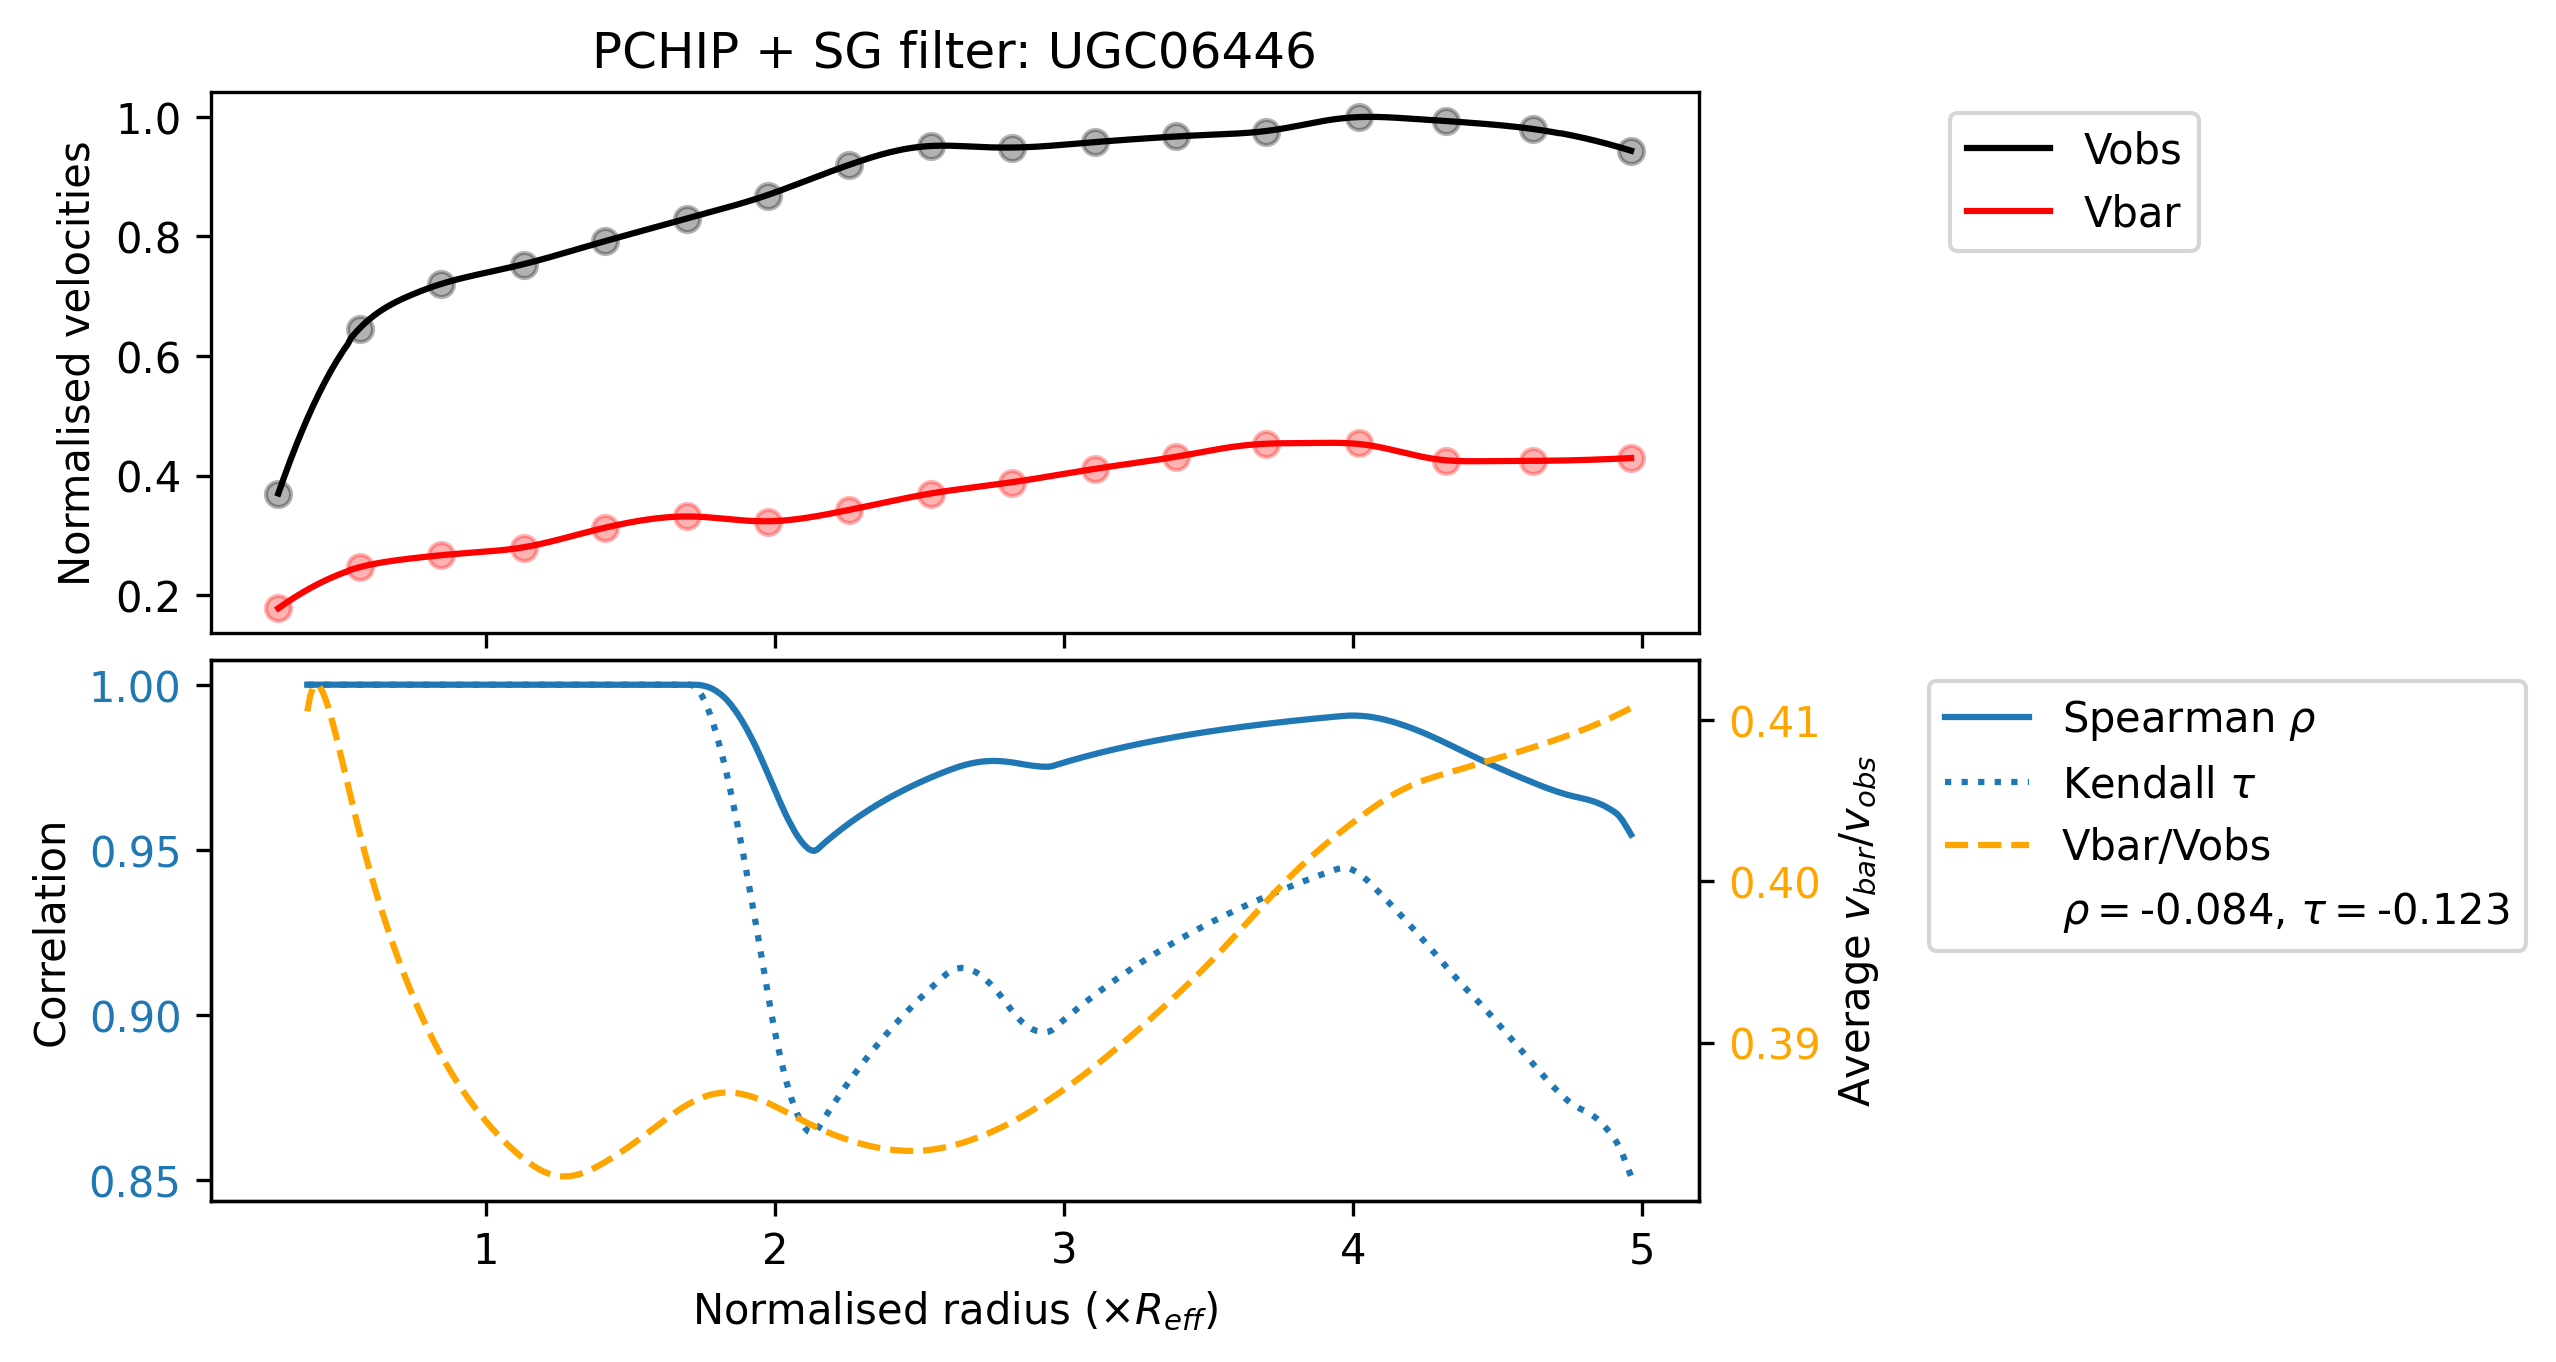 PCHIP + SG filter: UGC06446
Normalised velocities
1.0
0.8
0.6
0.4
0.2
Vobs
Vbar
Correlation
1.00
0.95
0.90
0.85
0.41
0.40
0.39
Average v_bar/v_obs
Spearman ρ
Kendall τ
Vbar/Vobs
ρ = -0.084, τ = -0.123
1 2 3 4 5
Normalised radius (×R_eff)